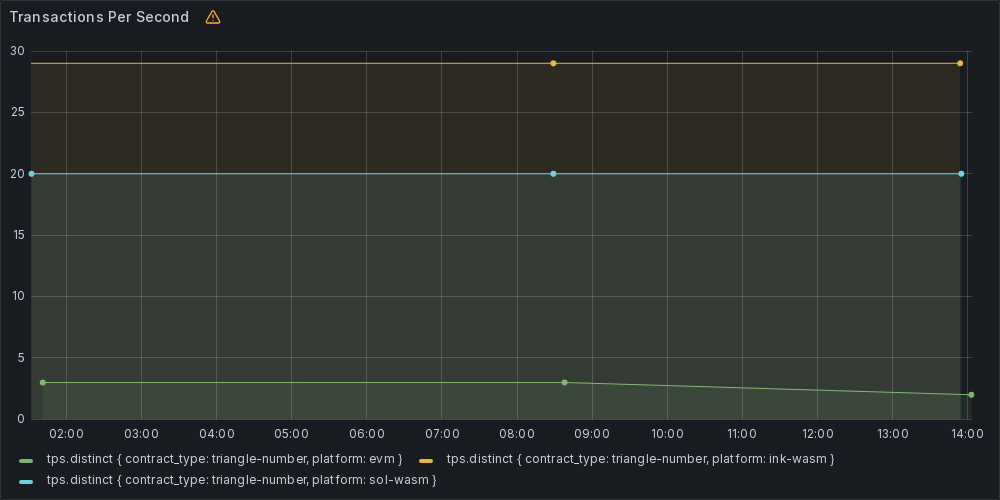 Transactions Per Second
30
25
20
15
10
5
0
02:00 03:00 04:00 05:00 06:00 07:00 08:00 09:00 10:00 11:00 12:00 13:00 14:00
tps.distinct { contract_type: triangle-number, platform: evm } tps.distinct { contract_type: triangle-number, platform: ink-wasm }
tps.distinct { contract_type: triangle-number, platform: sol-wasm }